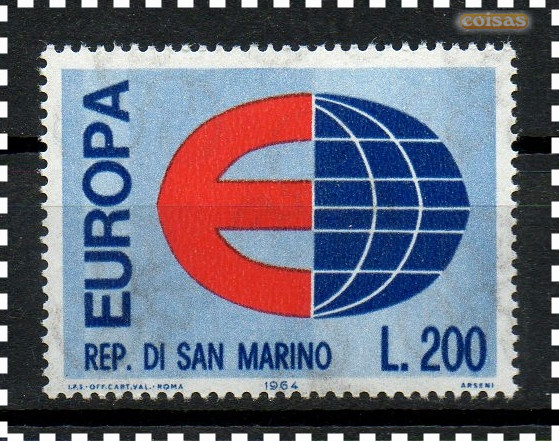 coisas
EUROPA
E
REP. DI SAN MARINO
L. 200
I.P.S.-OFF.CART.VAL.-ROMA
1964
ARSENI